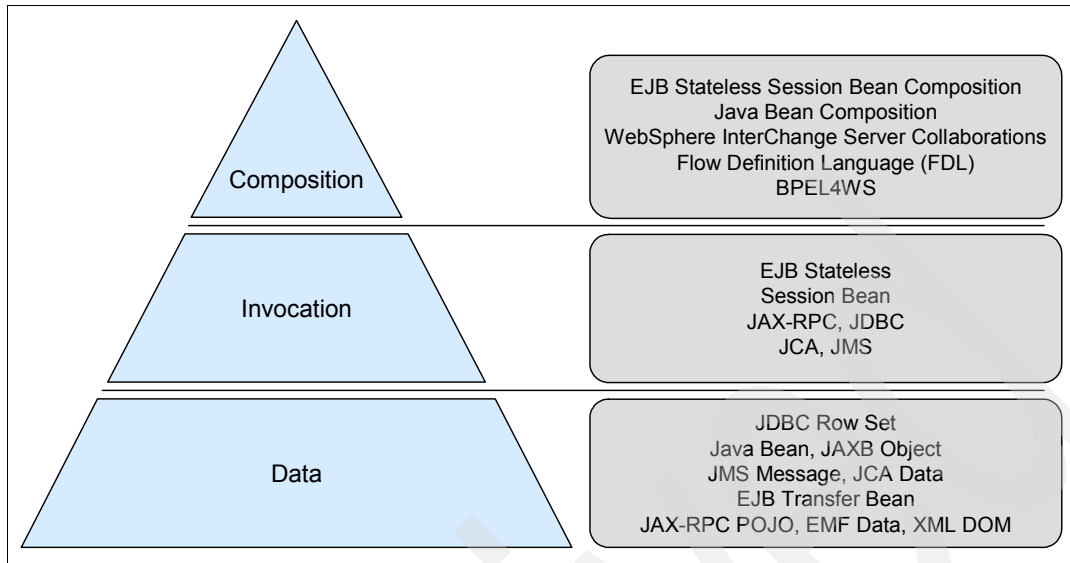 Composition
EJB Stateless Session Bean Composition
Java Bean Composition
WebSphere InterChange Server Collaborations
Flow Definition Language (FDL)
BPEL4WS
Invocation
EJB Stateless
Session Bean
JAX-RPC, JDBC
JCA, JMS
Data
JDBC Row Set
Java Bean, JAXB Object
JMS Message, JCA Data
EJB Transfer Bean
JAX-RPC POJO, EMF Data, XML DOM